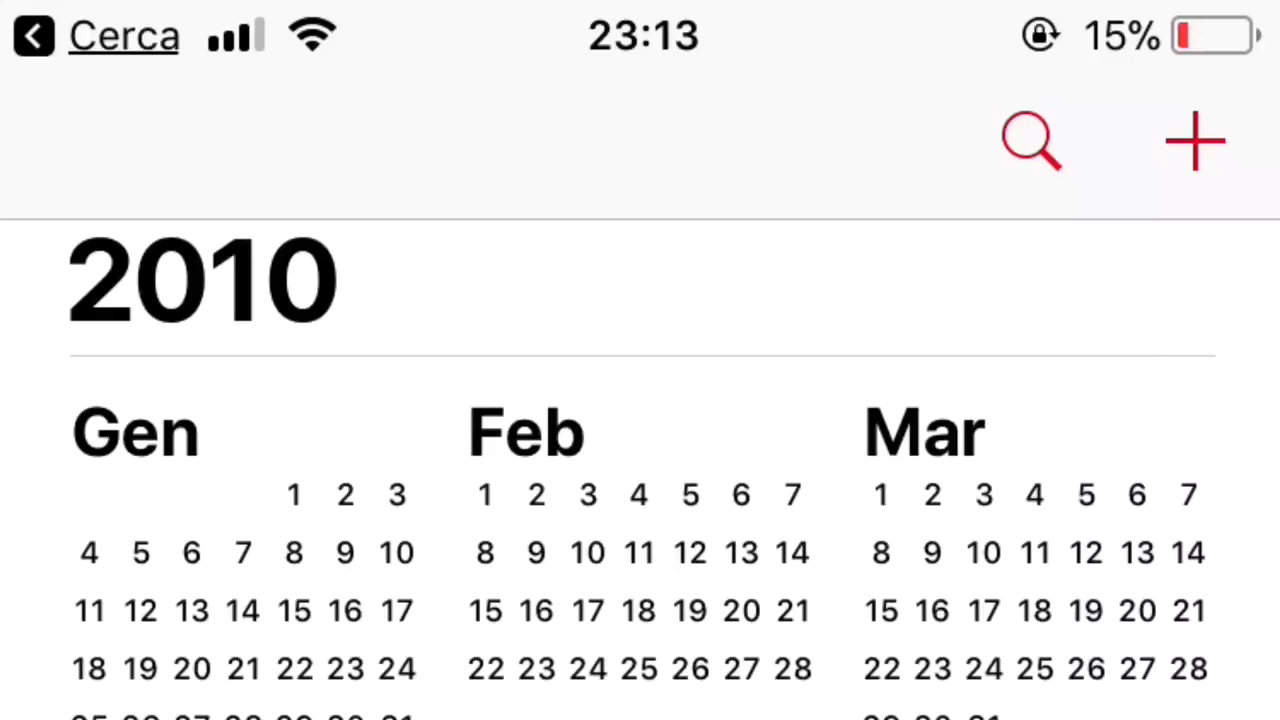 Cerca 23:13 15%
2010
Gen Feb Mar
1 2 3 1 2 3 4 5 6 7 1 2 3 4 5 6 7
4 5 6 7 8 9 10 8 9 10 11 12 13 14 8 9 10 11 12 13 14
11 12 13 14 15 16 17 15 16 17 18 19 20 21 15 16 17 18 19 20 21
18 19 20 21 22 23 24 22 23 24 25 26 27 28 22 23 24 25 26 27 28